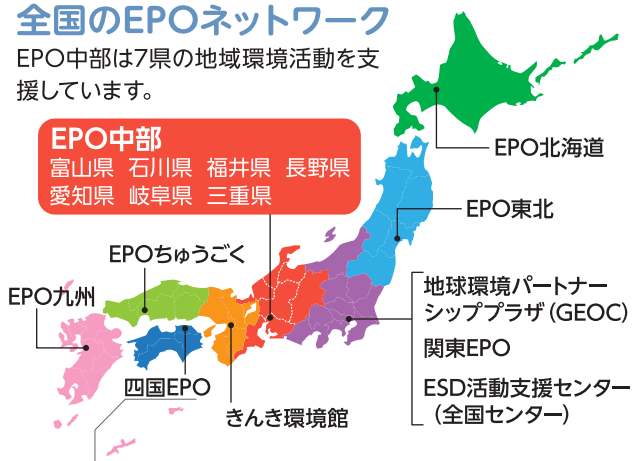 全国のEPOネットワーク
EPO中部は7県の地域環境活動を支
援しています。
EPO中部
富山県 石川県 福井県 長野県
愛知県 岐阜県 三重県
EPO北海道
EPO東北
EPOちゅうごく
EPO九州
地球環境パートナー
シッププラザ（GEOC）
関東EPO
ESD活動支援センター
（全国センター）
四国EPO
きんき環境館